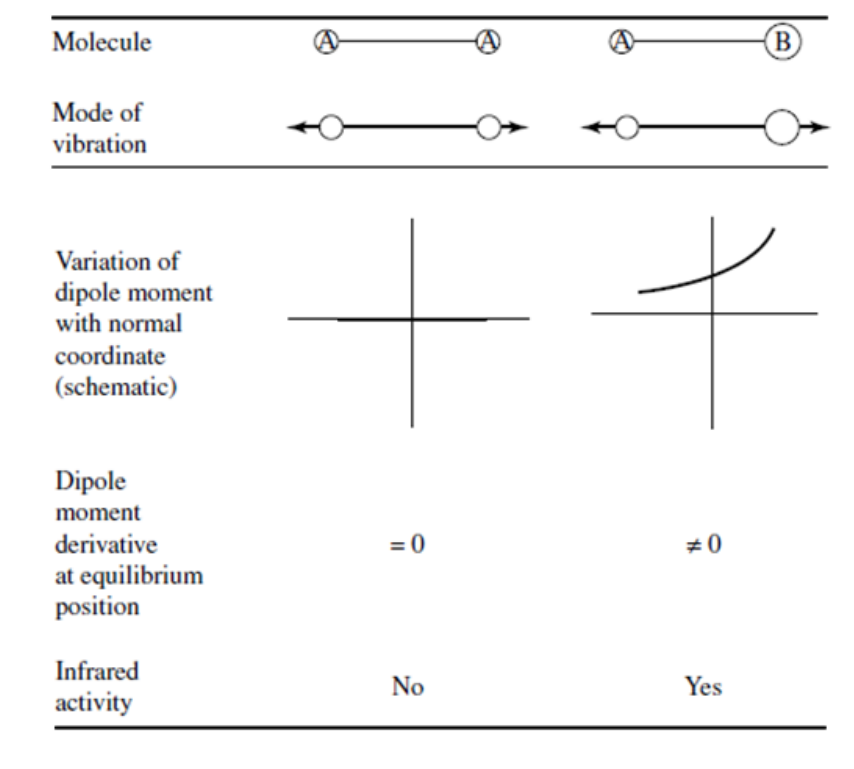 Molecule A A A B
Mode of
vibration
Variation of
dipole moment
with normal
coordinate
(schematic)
Dipole
moment
derivative = 0 ≠ 0
at equilibrium
position
Infrared
activity No Yes